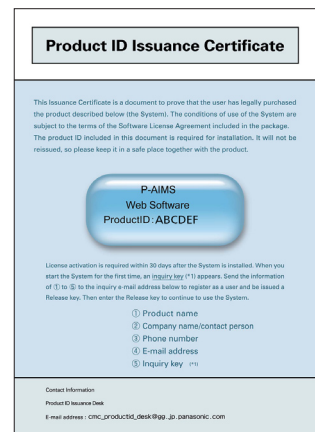 Product ID Issuance Certificate
This Issuance Certificate is a document to prove that the user has legally purchased
the product described below (the System). The conditions of use of the System are
subject to the terms of the Software License Agreement included in the package.
The product ID included in this document is required for installation. It will not be
reissued, so please keep it in a safe place together with the product.
P-AIMS
Web Software
ProductID：ABCDEF
License activation is required within 30 days after the System is installed. When you
start the System for the first time, an inquiry key (*1) appears. Send the information
of ① to ⑤ to the inquiry e-mail address below to register as a user and be issued a
Release key. Then enter the Release key to continue to use the System.
① Product name
② Company name/contact person
③ Phone number
④ E-mail address
⑤ Inquiry key (*1)
Contact Information
Product ID Issuance Desk
E-mail address : cmc_productid_desk@gg..jp.panasonic.com